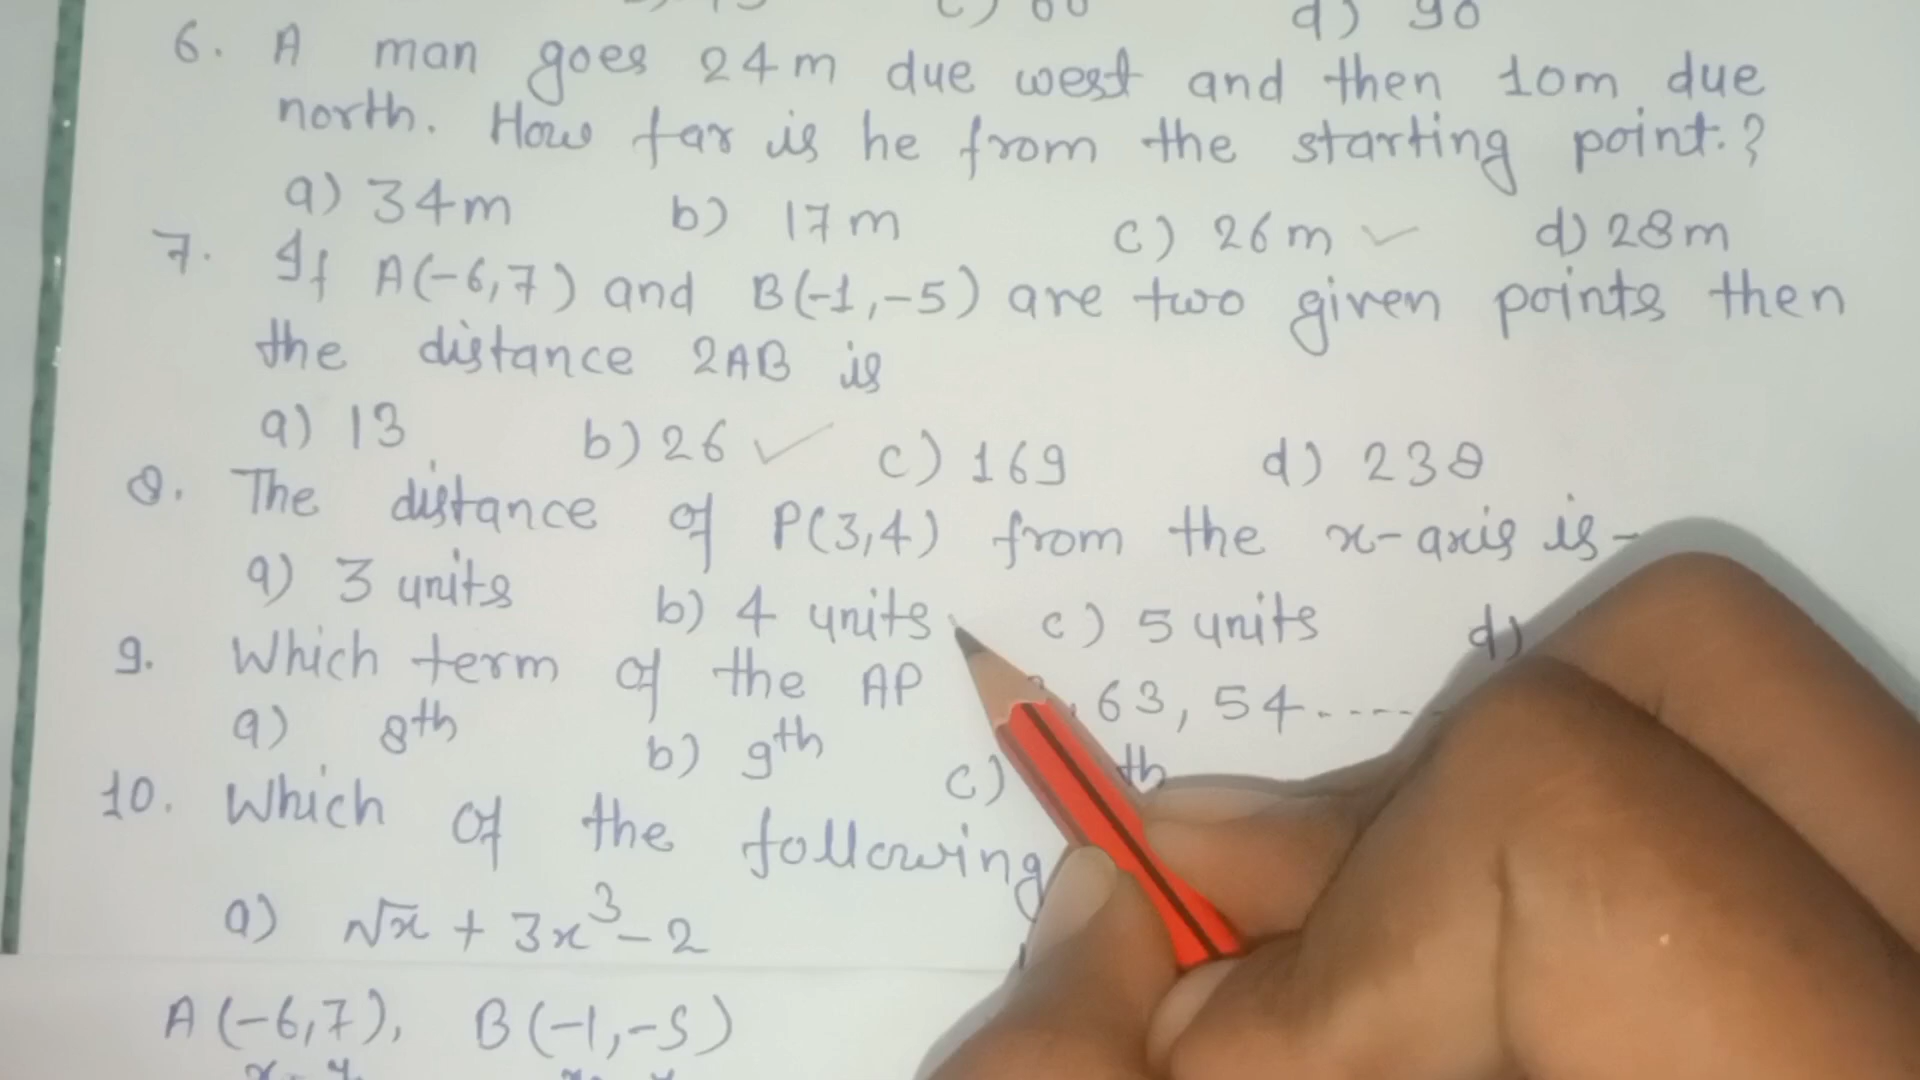 d) 90
6. A man goes 24m due west and then 10m due
north. How far is he from the starting point.?
a) 34m b) 17m c) 26m ✓ d) 28m
7. If A(-6,7) and B(-1,-5) are two given points then
the distance 2AB is
a) 13 b) 26 ✓ c) 169 d) 238
8. The distance of P(3,4) from the x-axis is-
a) 3 units b) 4 units c) 5 units d)
9. Which term of the AP 63, 54.....
a) 8th b) 9th c) th
10. Which of the following
a) √x + 3x³-2
A(-6,7), B(-1,-5)